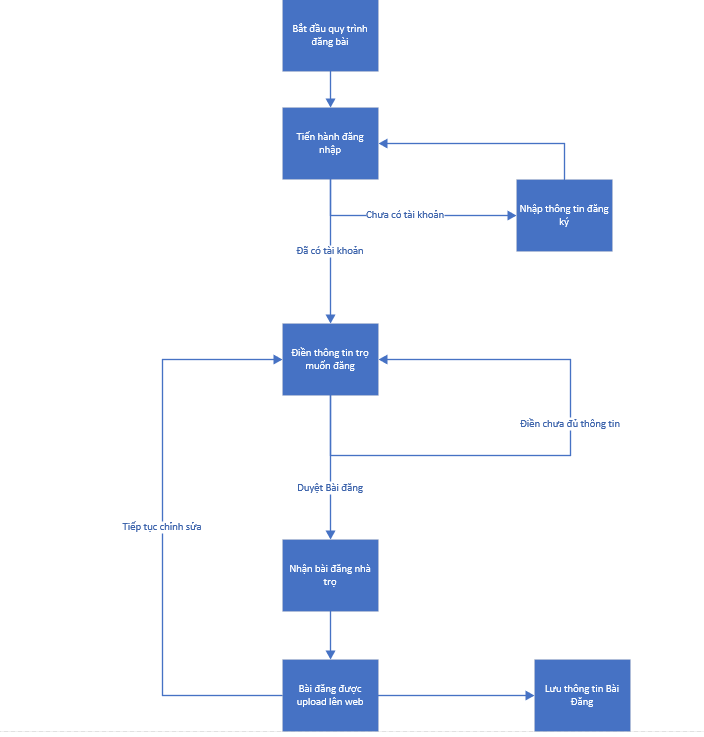 Bắt đầu quy trình
đăng bài
Tiến hành đăng
nhập
Nhập thông tin đăng
ký
Chưa có tài khoản
Đã có tài khoản
Điền thông tin trọ
muốn đăng
Điền chưa đủ thông tin
Duyệt Bài đăng
Tiếp tục chỉnh sửa
Nhận bài đăng nhà
trọ
Bài đăng được
upload lên web
Lưu thông tin Bài
Đăng